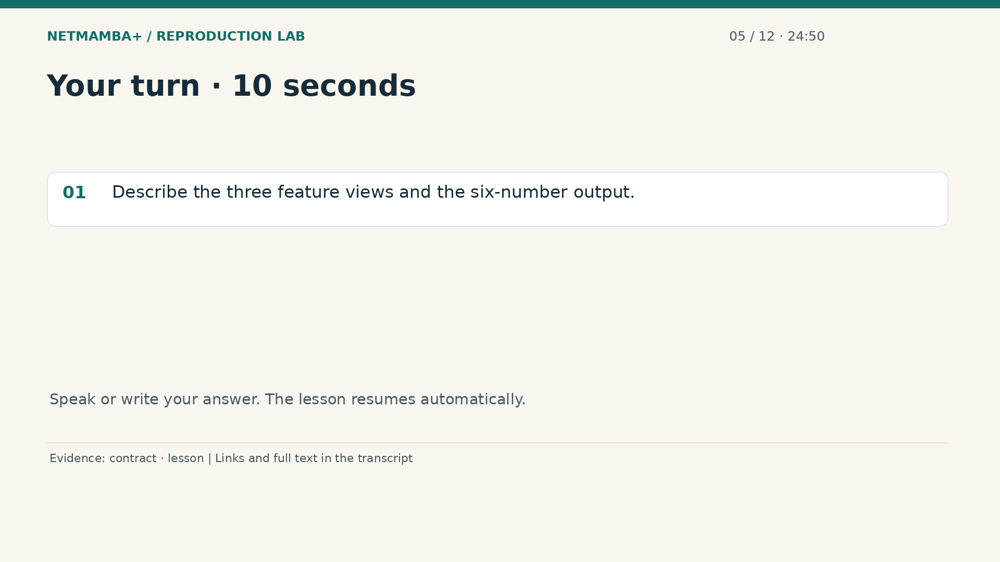 NETMAMBA+ / REPRODUCTION LAB
05 / 12 · 24:50
Your turn · 10 seconds
01 Describe the three feature views and the six-number output.
Speak or write your answer. The lesson resumes automatically.
Evidence: contract · lesson | Links and full text in the transcript